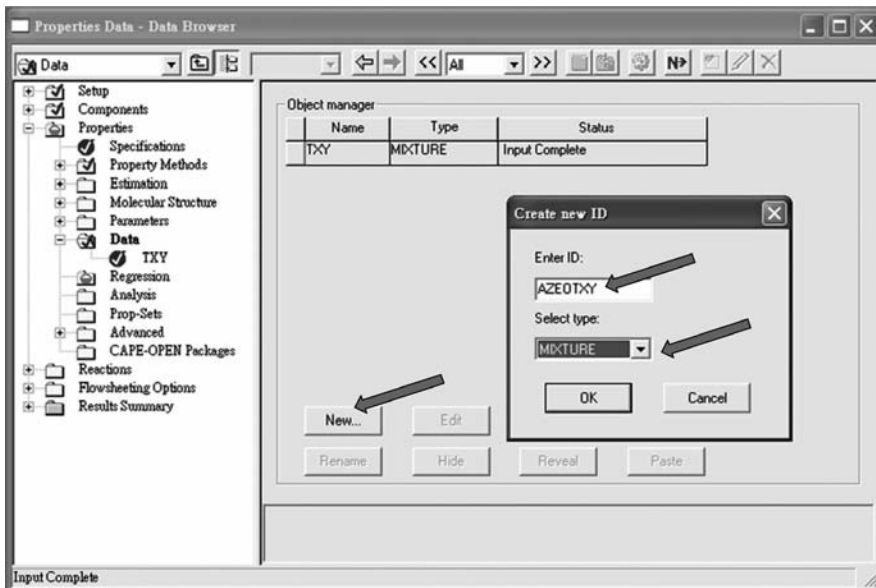 Properties Data - Data Browser
Data
All
N
Setup
Components
Properties
Specifications
Property Methods
Estimation
Molecular Structure
Parameters
Data
TXY
Regression
Analysis
Prop-Sets
Advanced
CAPE-OPEN Packages
Reactions
Flowsheeting Options
Results Summary
Object manager
Name Type Status
TXY MIXTURE Input Complete
Create new ID
Enter ID:
AZEOTXY
Select type:
MIXTURE
OK Cancel
New... Edit
Rename Hide Reveal Paste
Input Complete